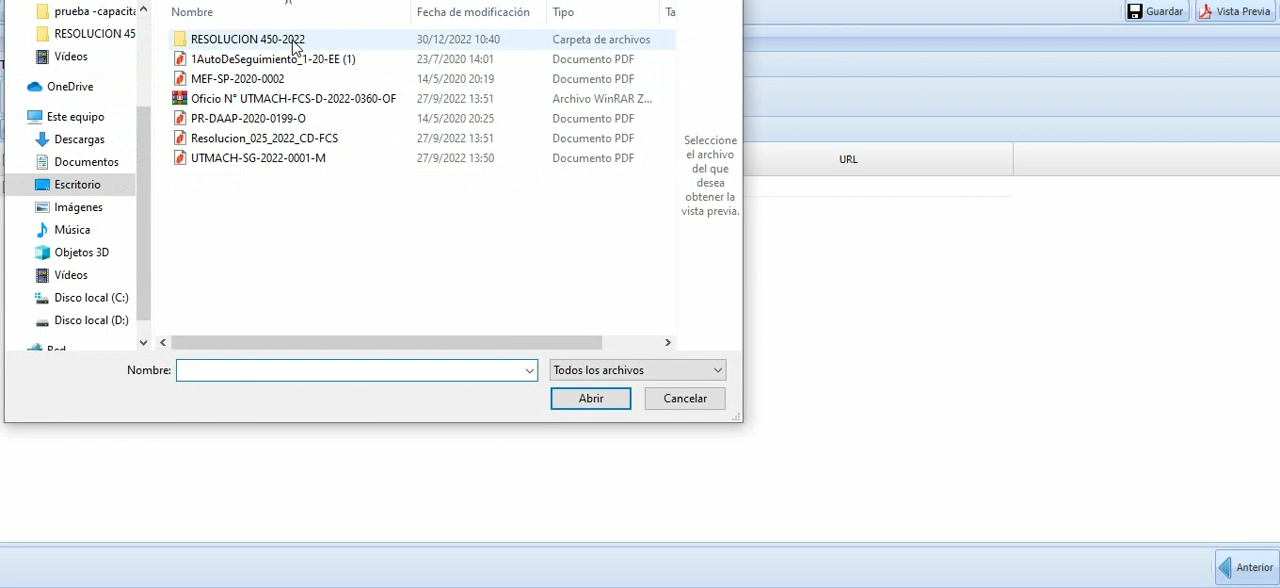 prueba -capacita
RESOLUCION 45
Vídeos
OneDrive
Este equipo
Descargas
Documentos
Escritorio
Imágenes
Música
Objetos 3D
Vídeos
Disco local (C:)
Disco local (D:)
Red
Nombre Fecha de modificación Tipo Ta
RESOLUCION 450-2022 30/12/2022 10:40 Carpeta de archivos
1AutoDeSeguimiento_1-20-EE (1) 23/7/2020 14:01 Documento PDF
MEF-SP-2020-0002 14/5/2020 20:19 Documento PDF
Oficio N° UTMACH-FCS-D-2022-0360-OF 27/9/2022 13:51 Archivo WinRAR Z...
PR-DAAP-2020-0199-O 14/5/2020 20:25 Documento PDF
Resolucion_025_2022_CD-FCS 27/9/2022 13:51 Documento PDF
UTMACH-SG-2022-0001-M 27/9/2022 13:50 Documento PDF
Seleccione
el archivo
del que
desea
obtener la
vista previa.
Nombre: Todos los archivos
Abrir Cancelar
Guardar Vista Previa
URL
Anterior